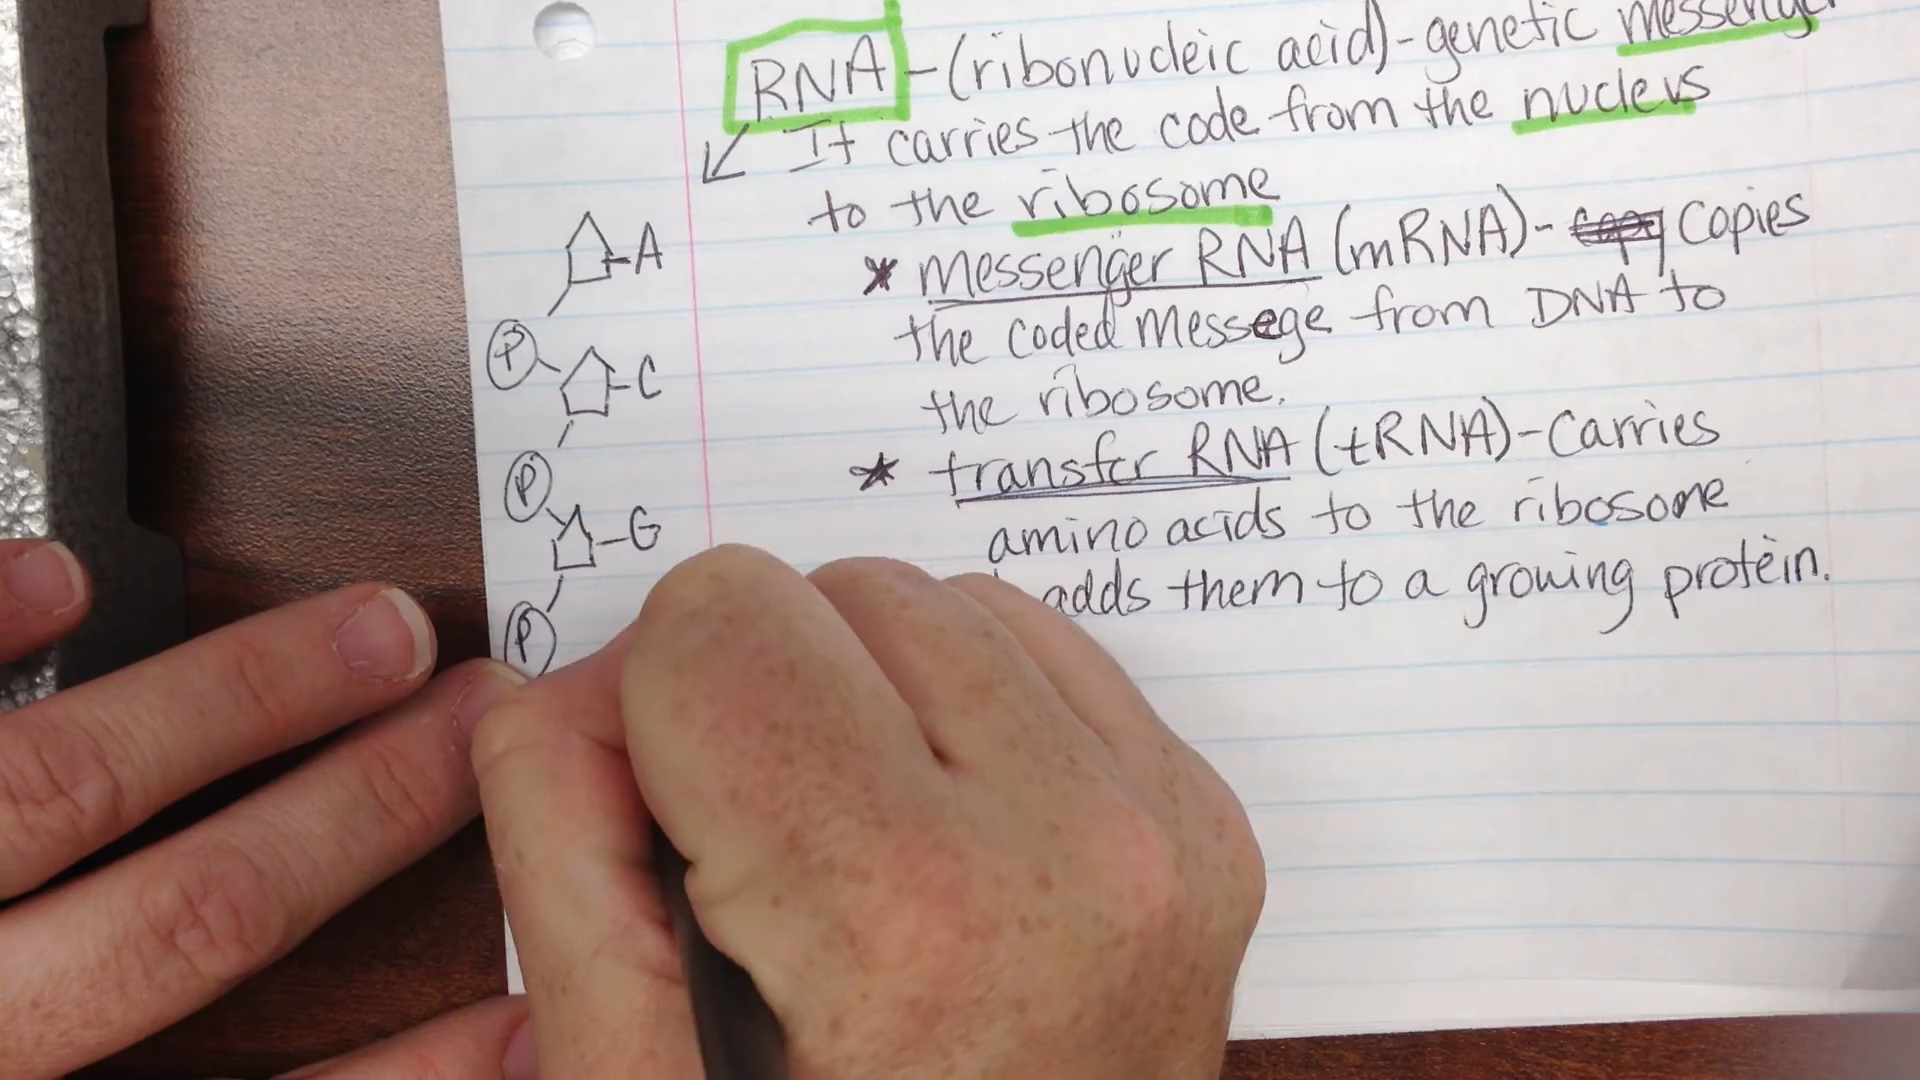 RNA - (ribonucleic acid) - genetic messenger
It carries the code from the nucleus
to the ribosome
* messenger RNA (mRNA) - copies
the coded messege from DNA to
the ribosome.
* transfer RNA (tRNA) - Carries
amino acids to the ribosome
adds them to a growing protein.
A
P
C
P
G
P